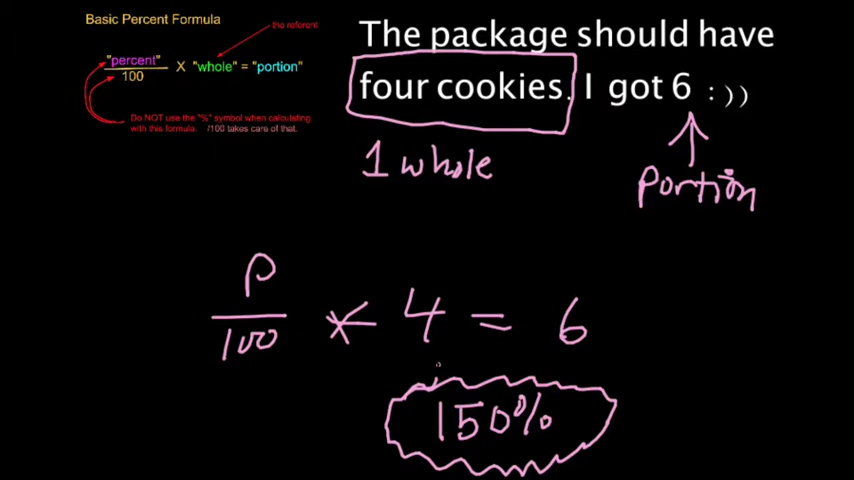 Basic Percent Formula
the referent
"percent"
100
X "whole" = "portion"
Do NOT use the "%" symbol when calculating
with this formula. /100 takes care of that.
The package should have
four cookies. I got 6 :))
1 whole
portion
P
100
* 4 = 6
150%